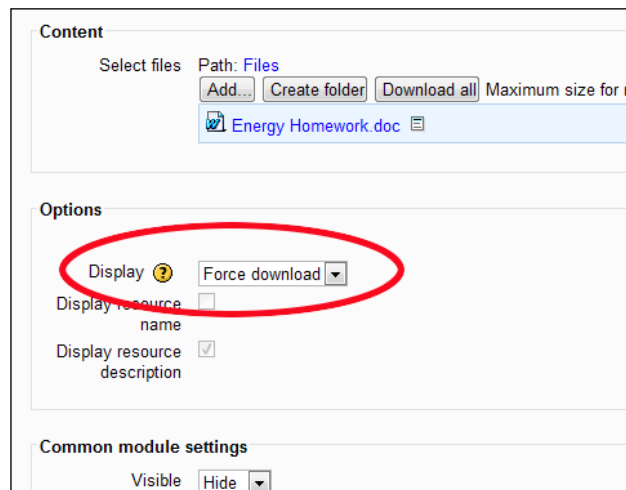 Content
Select files Path: Files
Add... Create folder Download all Maximum size for
Energy Homework.doc
Options
Display ? Force download
Display resource
name
Display resource
description
Common module settings
Visible Hide